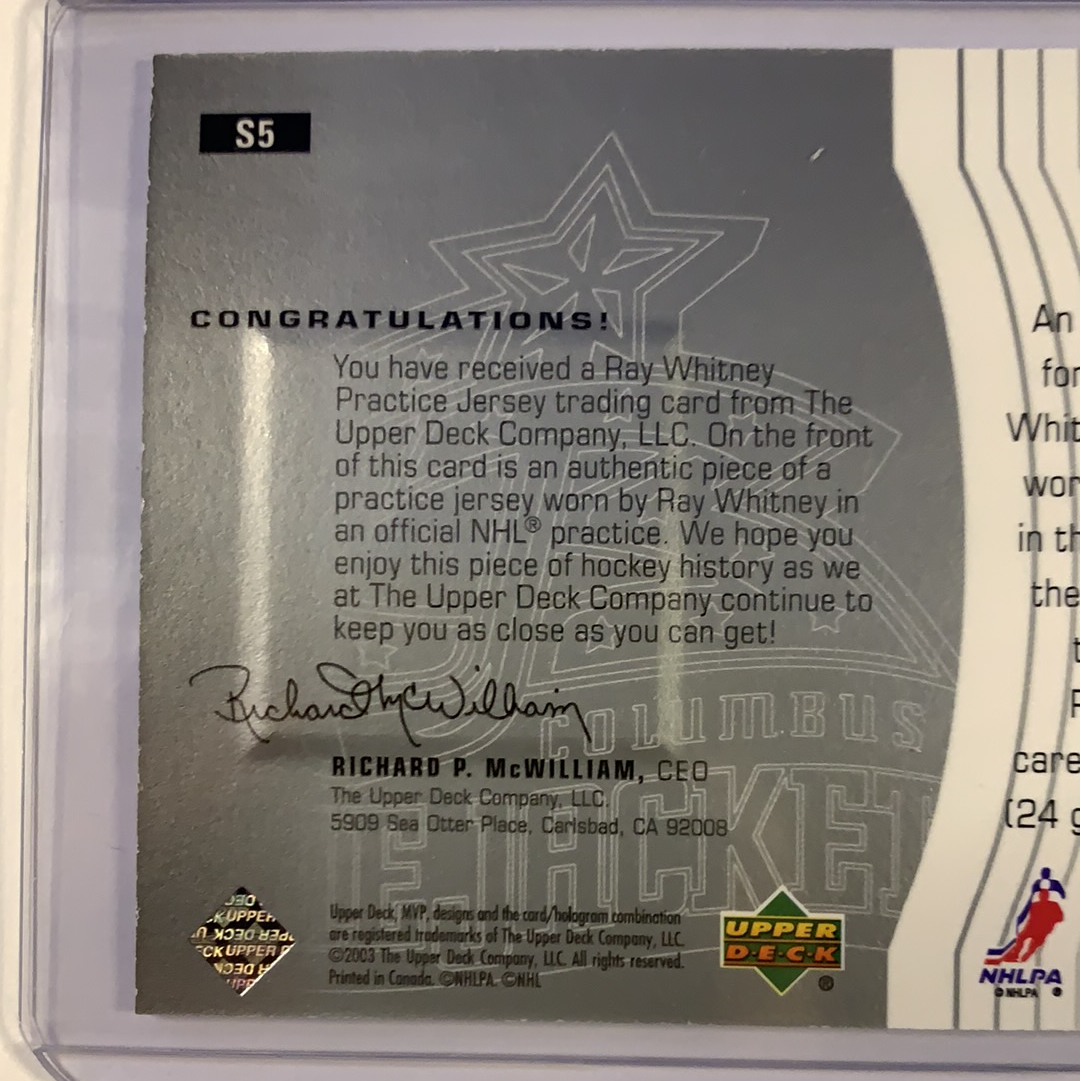 S5
CONGRATULATIONS!
You have received a Ray Whitney
Practice Jersey trading card from The
Upper Deck Company, LLC. On the front
of this card is an authentic piece of a
practice jersey worn by Ray Whitney in
an official NHL® practice. We hope you
enjoy this piece of hockey history as we
at The Upper Deck Company continue to
keep you as close as you can get!
Richard McWilliam
RICHARD P. McWILLIAM, CEO
The Upper Deck Company, LLC.
5909 Sea Otter Place, Carlsbad, CA 92008
COLUMBUS
E JACKET
Upper Deck, MVP, designs and the card/hologram combination
are registered trademarks of The Upper Deck Company, LLC.
©2003 The Upper Deck Company, LLC. All rights reserved.
Printed in Canada. ©NHLPA. ©NHL
K UPPER
CK UPPER
UPPER
D·E·C·K
®
An
for
Whit
wor
in th
the
t
care
(24 g
NHLPA
© NHLPA ®